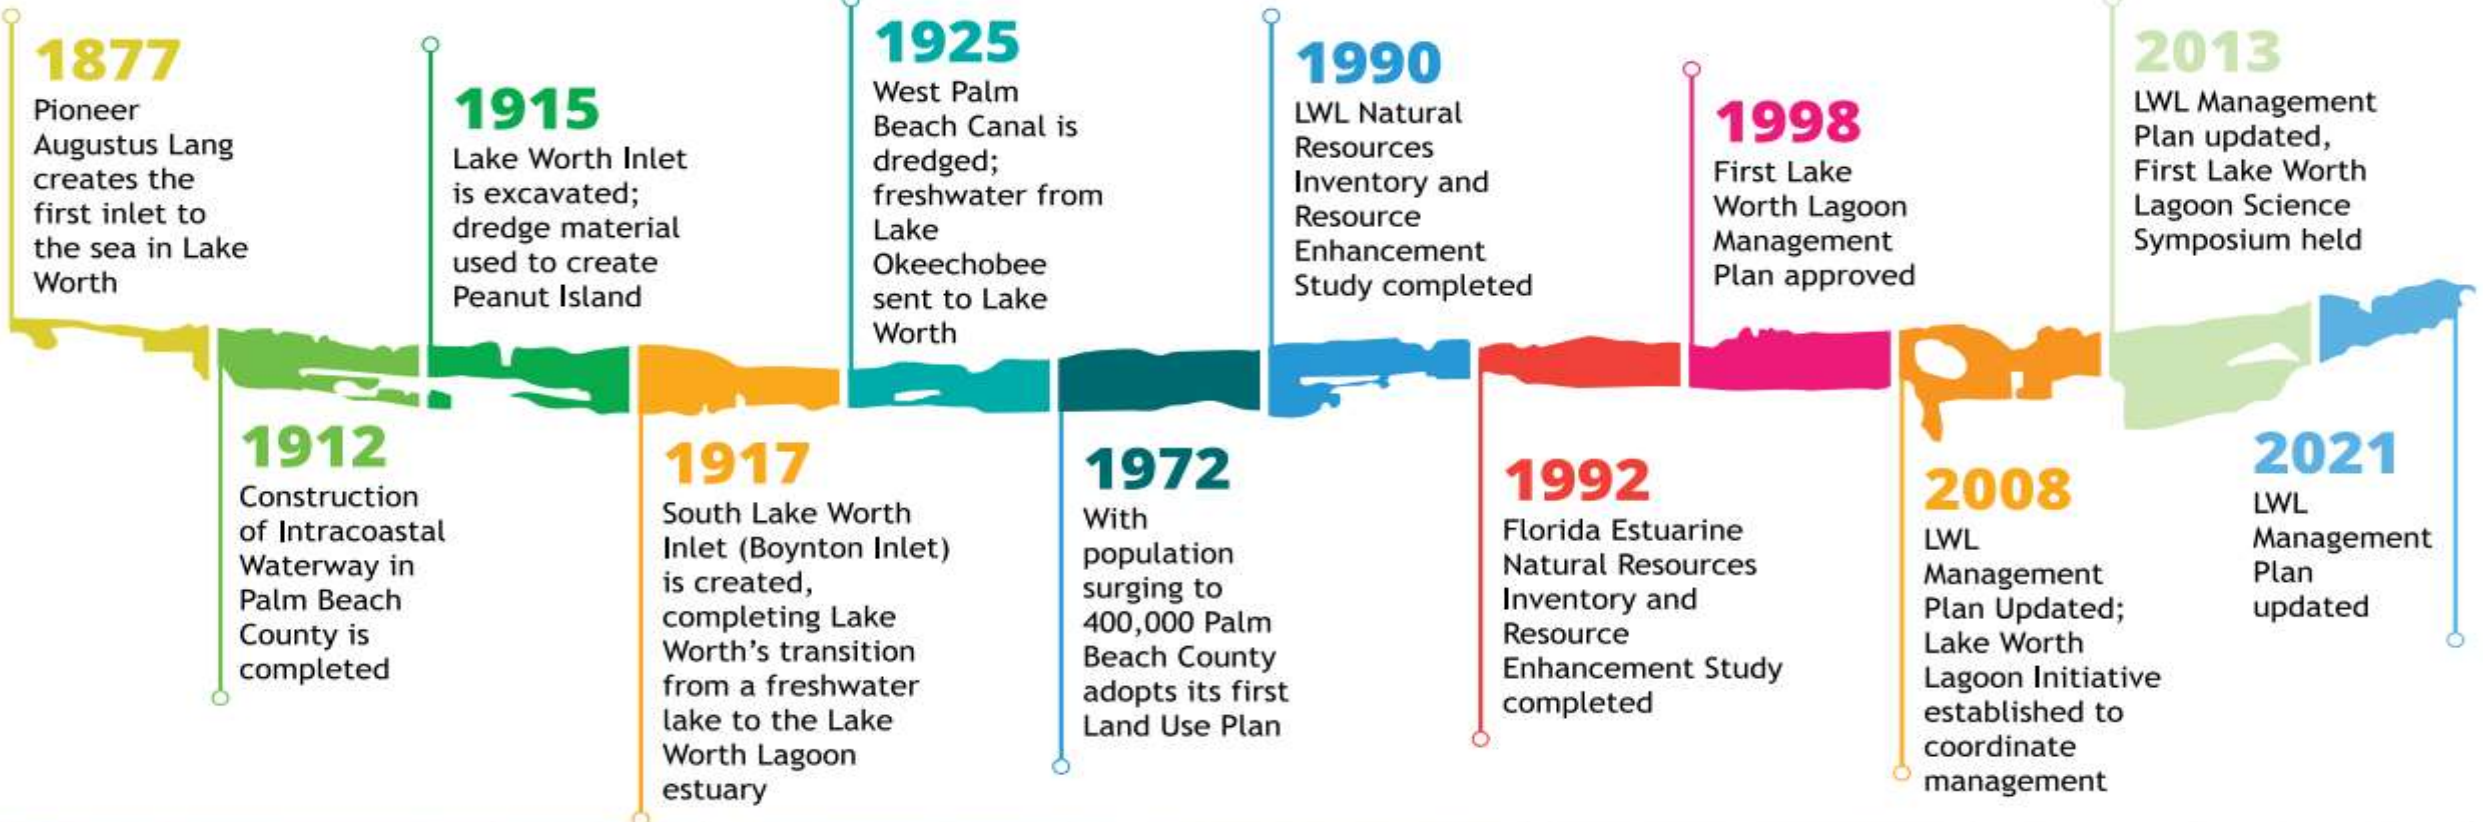 1877
Pioneer
Augustus Lang
creates the
first inlet to
the sea in Lake
Worth
1912
Construction
of Intracoastal
Waterway in
Palm Beach
County is
completed
1915
Lake Worth Inlet
is excavated;
dredge material
used to create
Peanut Island
1917
South Lake Worth
Inlet (Boynton Inlet)
is created,
completing Lake
Worth’s transition
from a freshwater
lake to the Lake
Worth Lagoon
estuary
1925
West Palm
Beach Canal is
dredged;
freshwater from
Lake
Okeechobee
sent to Lake
Worth
1972
With
population
surging to
400,000 Palm
Beach County
adopts its first
Land Use Plan
1990
LWL Natural
Resources
Inventory and
Resource
Enhancement
Study completed
1992
Florida Estuarine
Natural Resources
Inventory and
Resource
Enhancement Study
completed
1998
First Lake
Worth Lagoon
Management
Plan approved
2008
LWL
Management
Plan Updated;
Lake Worth
Lagoon Initiative
established to
coordinate
management
2013
LWL Management
Plan updated,
First Lake Worth
Lagoon Science
Symposium held
2021
LWL
Management
Plan
updated